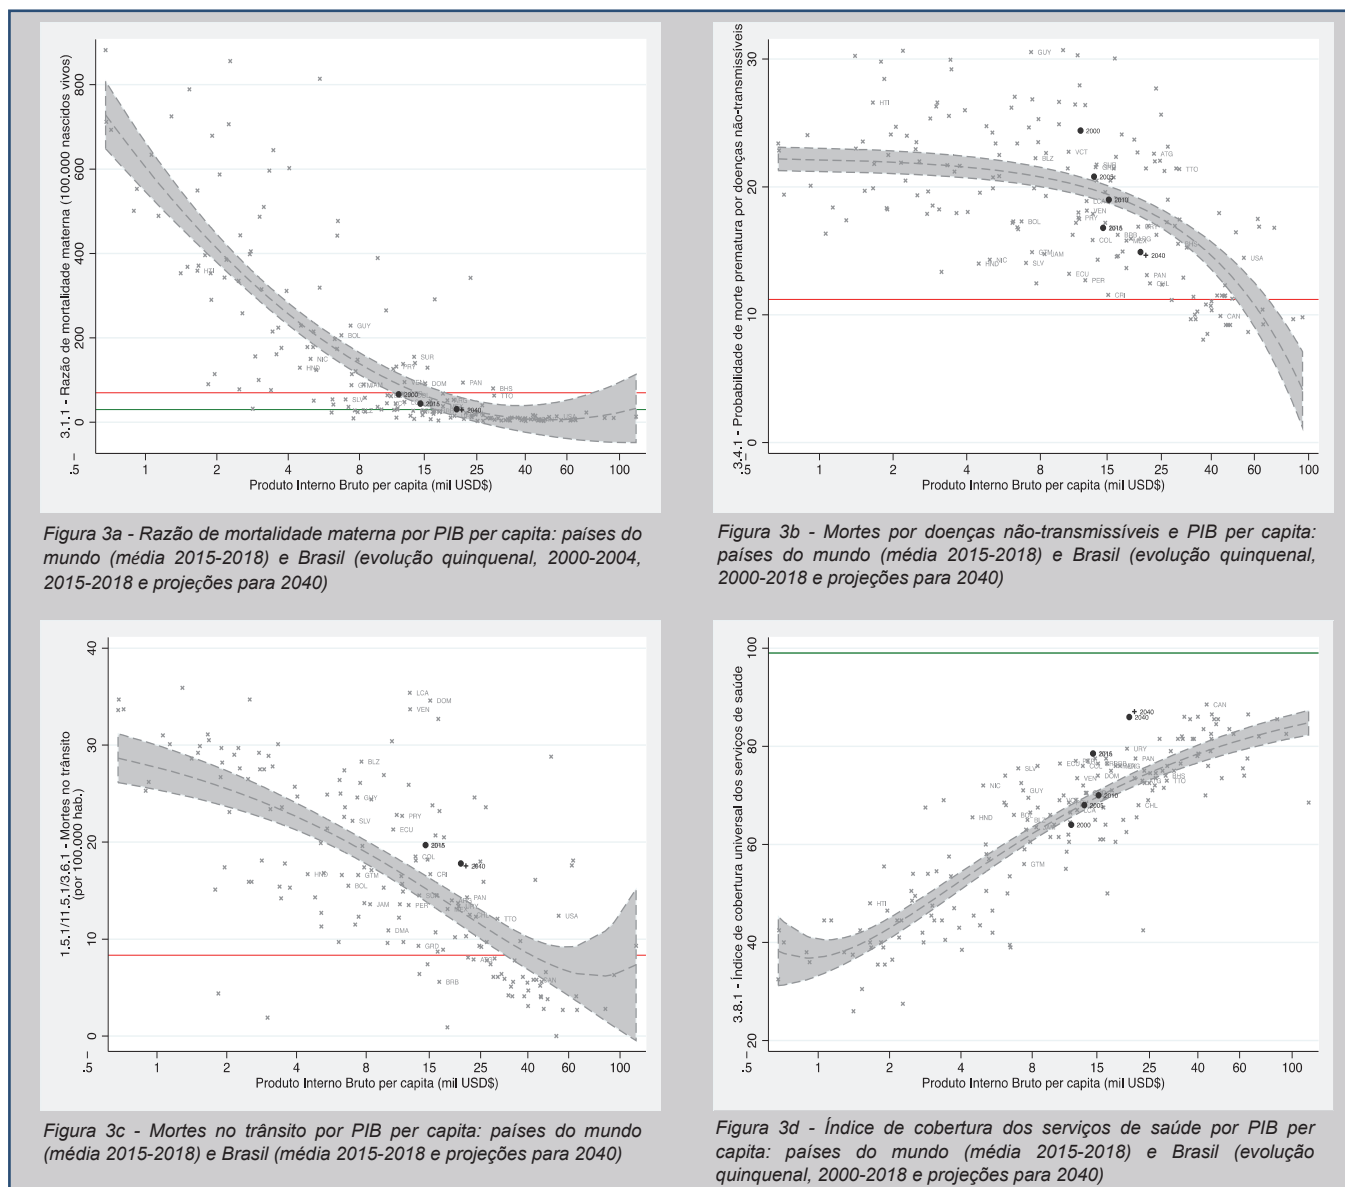 3.1.1 - Razão de mortalidade materna (100.000 nascidos vivos)
800
600
400
200
0
HTI
GUY
BOL
NIC
HND
SUR
PRY
DOM
PAN
BHS
TTO
SLV
USA
2000
2015
2040
.5 1 2 4 8 15 25 40 60 100
Produto Interno Bruto per capita (mil USD$)
Figura 3a - Razão de mortalidade materna por PIB per capita: países do
mundo (média 2015-2018) e Brasil (evolução quinquenal, 2000-2004,
2015-2018 e projeções para 2040)
3.4.1 - Probabilidade de morte prematura por doenças não-transmissíveis
30
20
10
0
GUY
HTI
2000
BLZ
VCT
ATG
TTO
2005
2010
VEN
PRY
BOL
2015
COL
2040
GTM
JAM
NIC
HND
SLV
ECU
PER
PAN
CRI
USA
CAN
.5 1 2 4 8 15 25 40 60 100
Produto Interno Bruto per capita (mil USD$)
Figura 3b - Mortes por doenças não-transmissíveis e PIB per capita:
países do mundo (média 2015-2018) e Brasil (evolução quinquenal,
2000-2018 e projeções para 2040)
1.5.1/11.5.1/3.6.1 - Mortes no trânsito
(por 100.000 hab.)
40
30
20
10
0
LCA
DOM
VEN
BLZ
GUY
SLV
PRY
ECU
2015
COL
2040
HND
GTM
CRI
BOL
JAM
PER
PAN
TTO
USA
DMA
GRD
BRB
.5 1 2 4 8 15 25 40 60 100
Produto Interno Bruto per capita (mil USD$)
Figura 3c - Mortes no trânsito por PIB per capita: países do mundo
(média 2015-2018) e Brasil (média 2015-2018 e projeções para 2040)
3.8.1 - Índice de cobertura universal dos serviços de saúde
100
80
60
40
20
CAN
2040
2040
URY
2015
PAN
SLV
ECU
COL
VEN
DOM
BHS
TTO
NIC
GUY
2010
2005
CHL
HND
2000
GTM
HTI
.5 1 2 4 8 15 25 40 60 100
Produto Interno Bruto per capita (mil USD$)
Figura 3d - Índice de cobertura dos serviços de saúde por PIB per
capita: países do mundo (média 2015-2018) e Brasil (evolução
quinquenal, 2000-2018 e projeções para 2040)